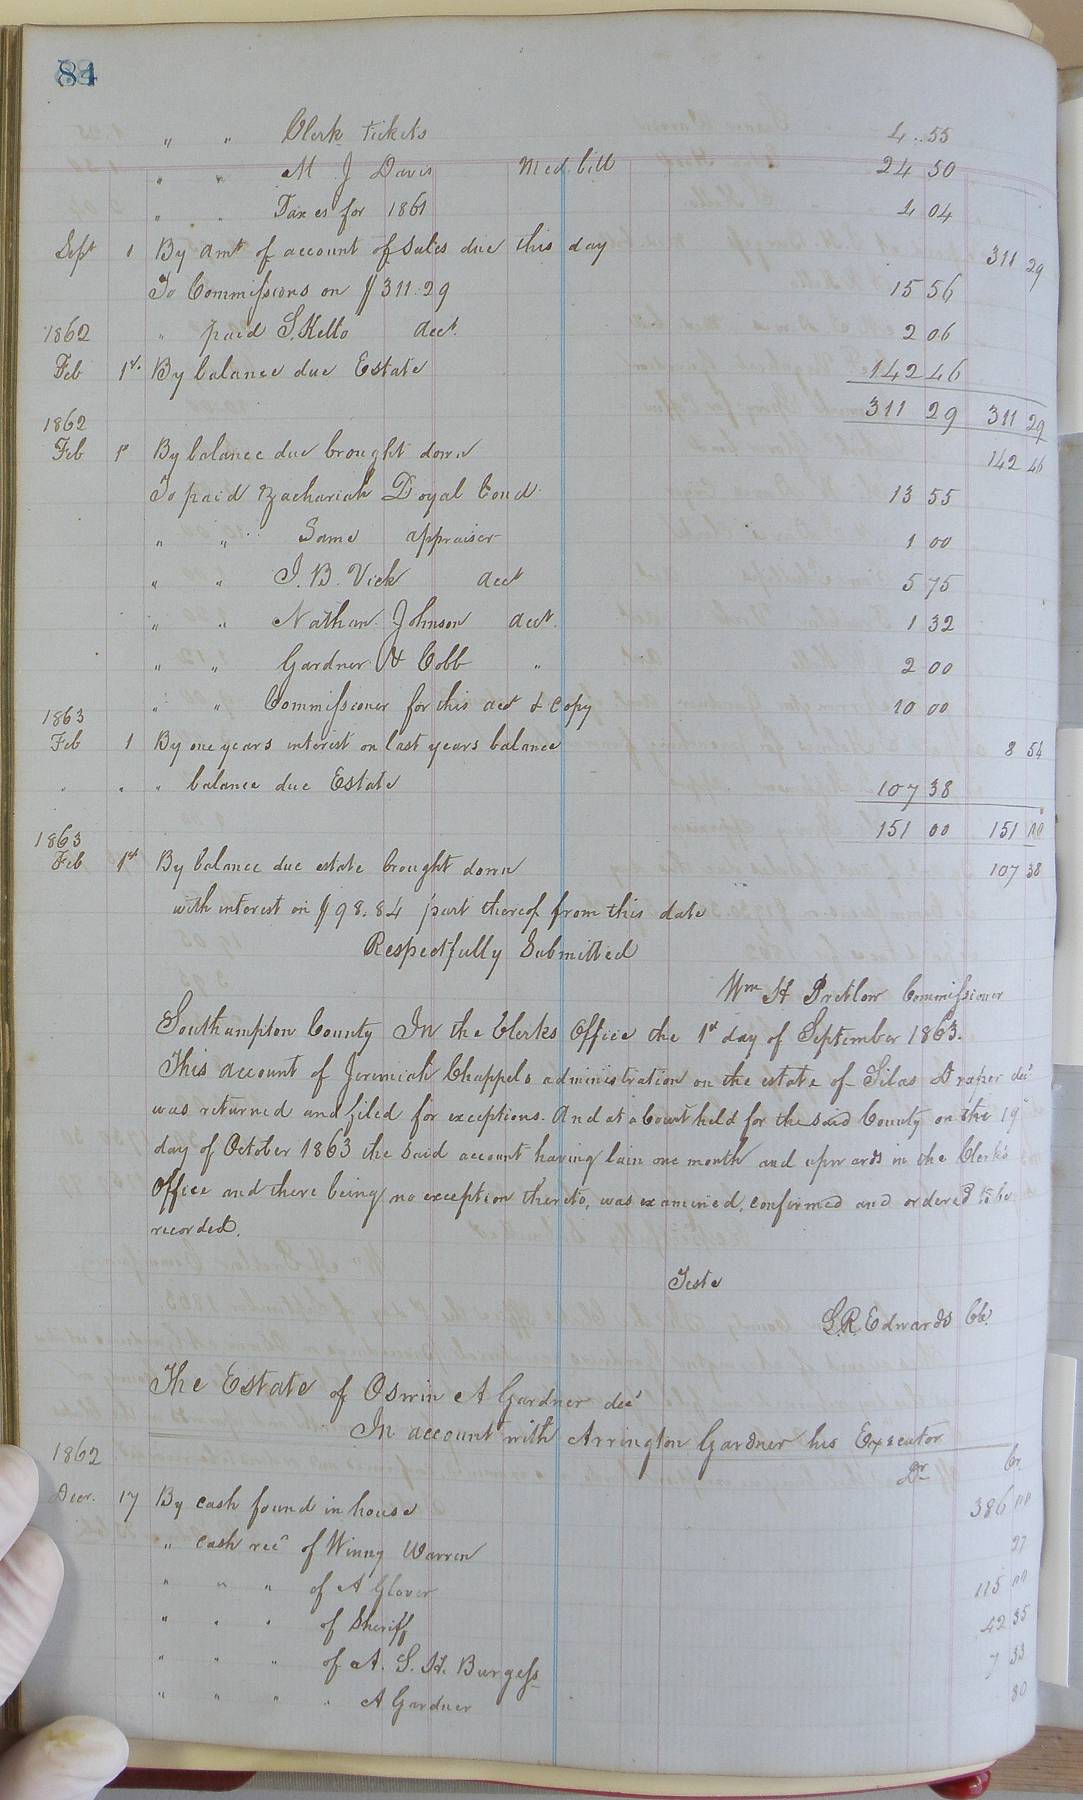 84
" " Clerk tickets 4..55
" " M J Davis Med. bill 24 50
" " Taxes for 1861 4 04
Sept 1 By Amt of account of sales due this day 311 29
To Commissions on $311.29 15 56
1862 " paid S. Kello acct. 2 06
Feb 1st. By balance due Estate 142 46
311 29 311 29
1862
Feb 1st By balance due brought down 142 46
To paid Zachariah Doyal Cond. 13 55
" " Same appraiser 1 00
" " J. B. Vick acct 5 75
" " Nathan Johnson acct. 1 32
" " Gardner & Cobb " 2 00
" " Commissioner for this acct & copy 10 00
1863
Feb 1 By one years interest on last years balance 8 54
" " " balance due Estate 107 38
151 00 151 00
1863
Feb 1st By balance due estate brought down 107 38
with interest on $98.84 part thereof from this date
Respectfully Submitted
Wm H Pretlow Commissioner
Southampton County In the Clerks Office the 1st day of September 1863.
This account of Jeremiah Chappels administration on the estate of Silas Draper decd
was returned and filed for exceptions. And at a Court held for the said County on the 19
day of October 1863 the said account having lain one month and upwards in the Clerk's
Office and there being no exception thereto, was examined, confirmed and ordered to be
recorded.
Teste
L.R. Edwards Clk.
The Estate of Oswin A Gardner decd
In account with Arrington Gardner his Executor
1862 Dr Cr.
Decr. 17 By cash found in house 386 00
" cash recd of Winny Warren 27
" " " of A Glover 115 00
" " " of Sheriff 42 35
" " " of A. S. H. Burgess 7 33
" " " " A Gardner 80